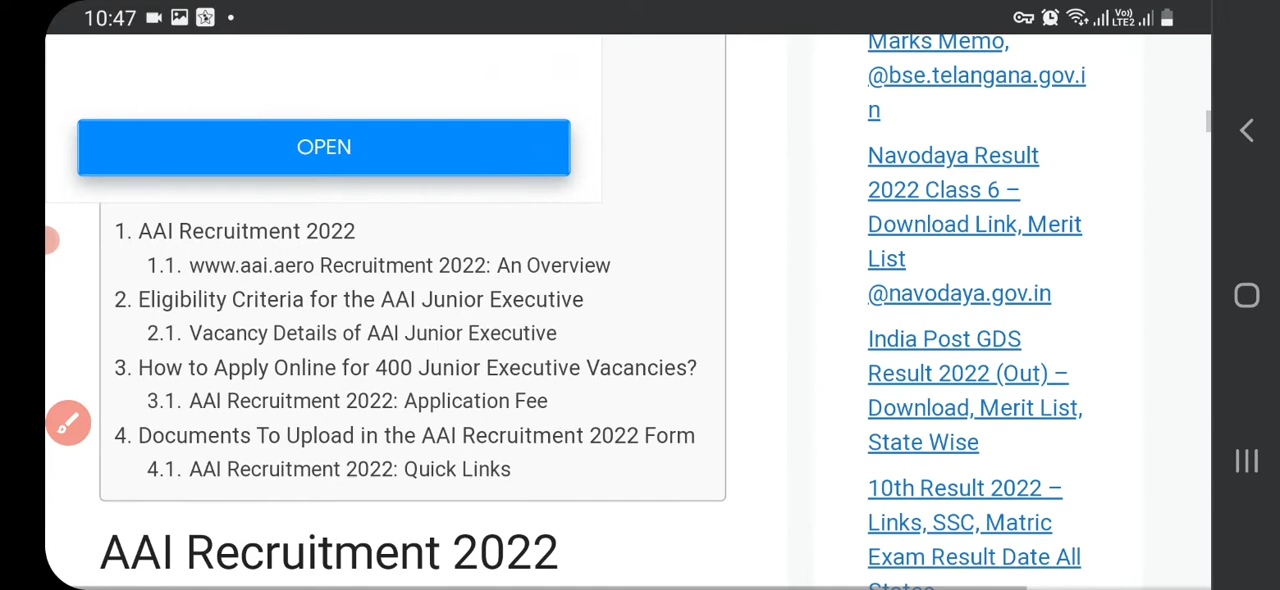 10:47
Vo))
LTE2
OPEN
1. AAI Recruitment 2022
1.1. www.aai.aero Recruitment 2022: An Overview
2. Eligibility Criteria for the AAI Junior Executive
2.1. Vacancy Details of AAI Junior Executive
3. How to Apply Online for 400 Junior Executive Vacancies?
3.1. AAI Recruitment 2022: Application Fee
4. Documents To Upload in the AAI Recruitment 2022 Form
4.1. AAI Recruitment 2022: Quick Links
AAI Recruitment 2022
Marks Memo,
@bse.telangana.gov.i
n
Navodaya Result
2022 Class 6 –
Download Link, Merit
List
@navodaya.gov.in
India Post GDS
Result 2022 (Out) –
Download, Merit List,
State Wise
10th Result 2022 –
Links, SSC, Matric
Exam Result Date All
States